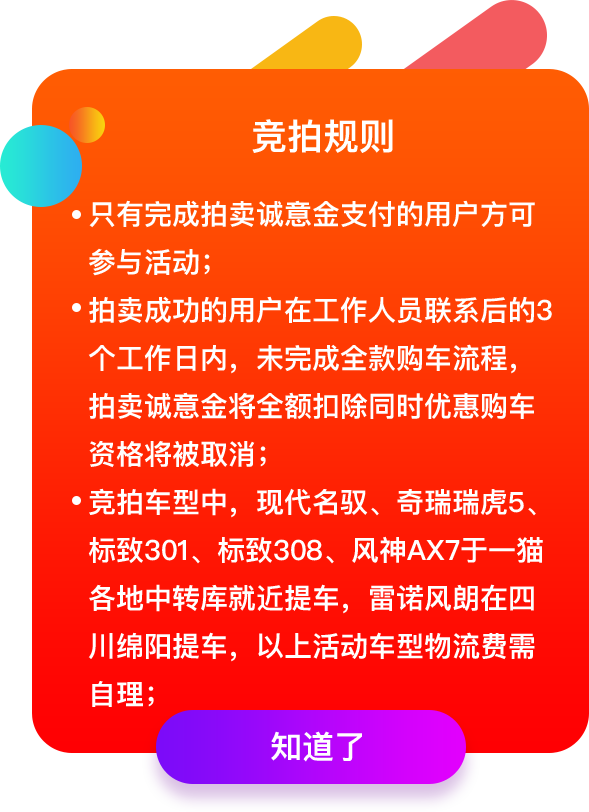 竞拍规则
•只有完成拍卖诚意金支付的用户方可
参与活动；
•拍卖成功的用户在工作人员联系后的3
个工作日内，未完成全款购车流程，
拍卖诚意金将全额扣除同时优惠购车
资格将被取消；
•竞拍车型中，现代名驭、奇瑞瑞虎5、
标致301、标致308、风神AX7于一猫
各地中转库就近提车，雷诺风朗在四
川绵阳提车，以上活动车型物流费需
自理；
知道了